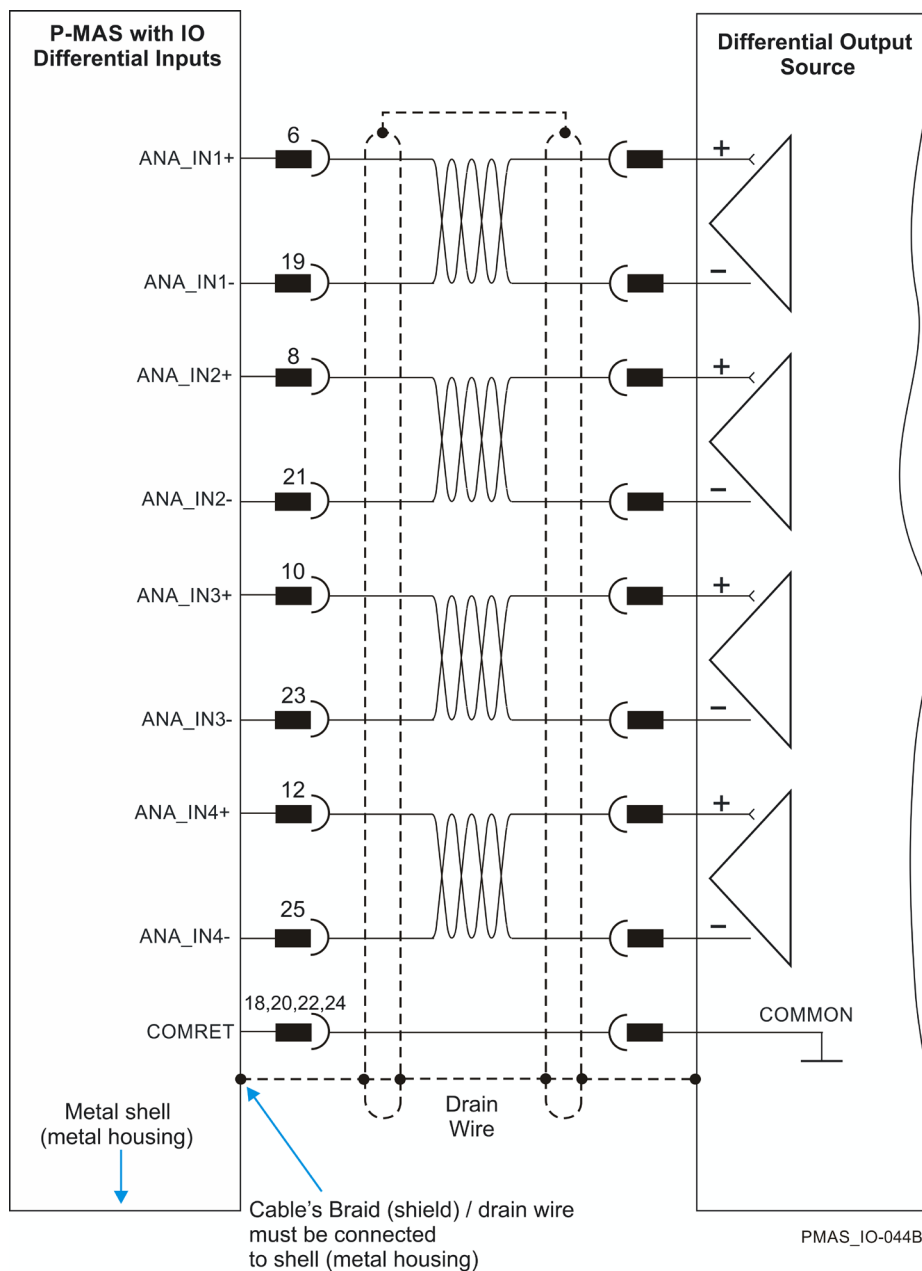 P-MAS with IO
Differential Inputs
Differential Output
Source
ANA_IN1+
6
+
ANA_IN1-
19
−
ANA_IN2+
8
+
ANA_IN2-
21
−
ANA_IN3+
10
+
ANA_IN3-
23
−
ANA_IN4+
12
+
ANA_IN4-
25
−
COMRET
18,20,22,24
COMMON
Metal shell
(metal housing)
Drain
Wire
Cable's Braid (shield) / drain wire
must be connected
to shell (metal housing)
PMAS_IO-044B